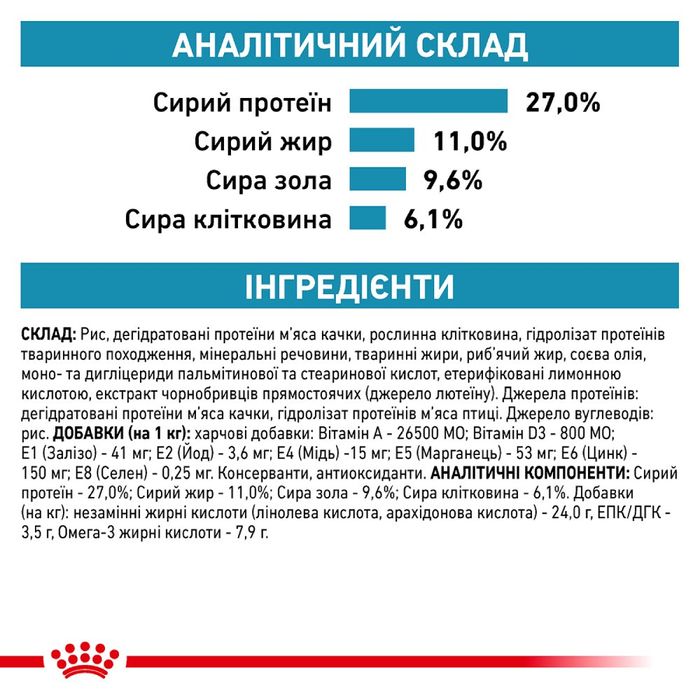 АНАЛІТИЧНИЙ СКЛАД
Сирий протеїн 27,0%
Сирий жир 11,0%
Сира зола 9,6%
Сира клітковина 6,1%
ІНГРЕДІЄНТИ
СКЛАД: Рис, дегідратовані протеїни м'яса качки, рослинна клітковина, гідролізат протеїнів
тваринного походження, мінеральні речовини, тваринні жири, риб'ячий жир, соєва олія,
моно- та дигліцериди пальмітинової та стеаринової кислот, етерифіковані лимонною
кислотою, екстракт чорнобривців прямостоячих (джерело лютеїну). Джерела протеїнів:
дегідратовані протеїни м'яса качки, гідролізат протеїнів м'яса птиці. Джерело вуглеводів:
рис. ДОБАВКИ (на 1 кг): харчові добавки: Вітамін А - 26500 МО; Вітамін D3 - 800 МО;
Е1 (Залізо) - 41 мг; Е2 (Йод) - 3,6 мг; Е4 (Мідь) -15 мг; Е5 (Марганець) - 53 мг; Е6 (Цинк) -
150 мг; Е8 (Селен) - 0,25 мг. Консерванти, антиоксиданти. АНАЛІТИЧНІ КОМПОНЕНТИ: Сирий
протеїн - 27,0%; Сирий жир - 11,0%; Сира зола - 9,6%; Сира клітковина - 6,1%. Добавки
(на кг): незамінні жирні кислоти (лінолева кислота, арахідонова кислота) - 24,0 г, ЕПК/ДГК -
3,5 г, Омега-3 жирні кислоти - 7,9 г.